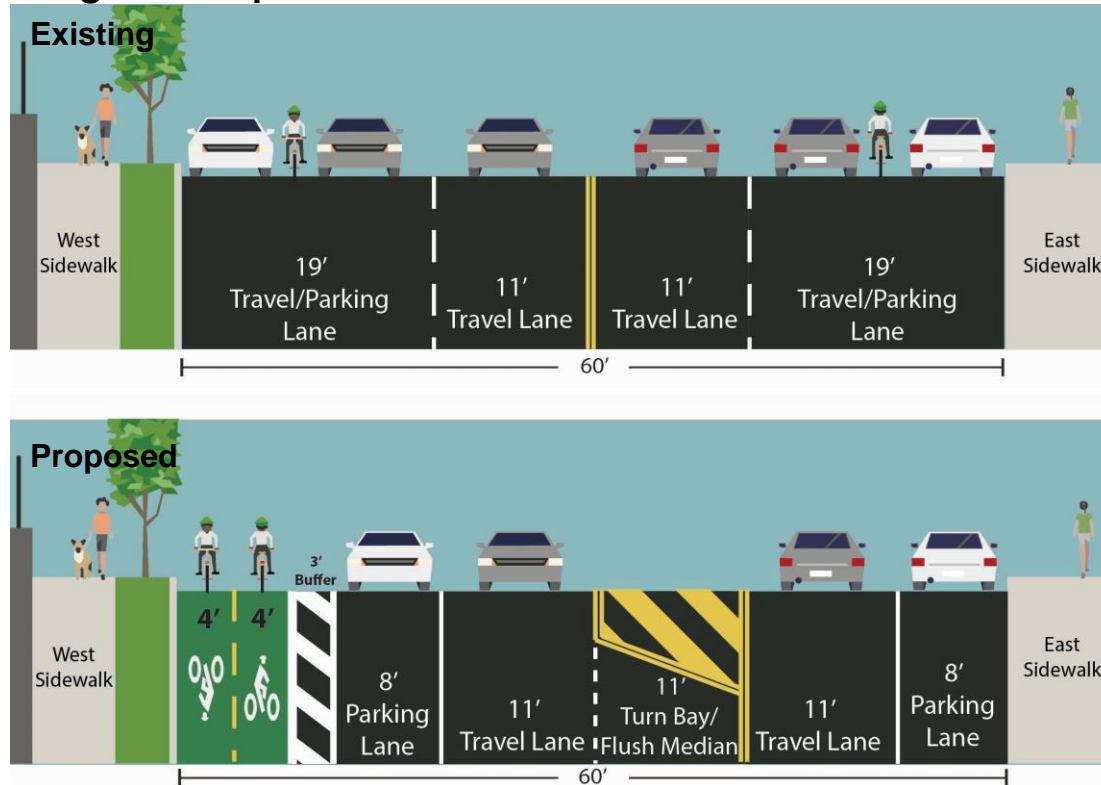 Existing
West
Sidewalk
19'
Travel/Parking
Lane
11'
Travel Lane
11'
Travel Lane
19'
Travel/Parking
Lane
East
Sidewalk
60'
Proposed
West
Sidewalk
4'
4'
3'
Buffer
8'
Parking
Lane
11'
Travel Lane
11'
Turn Bay/
Flush Median
11'
Travel Lane
8'
Parking
Lane
East
Sidewalk
60'